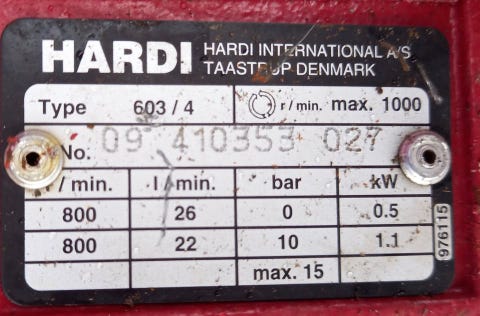 HARDI HARDI INTERNATIONAL A/S
TAASTRUP DENMARK
Type 603/4 r/min. max. 1000
No. 09 410353 027
/min. l/min. bar kW
800 26 0 0.5
800 22 10 1.1
max. 15
976115